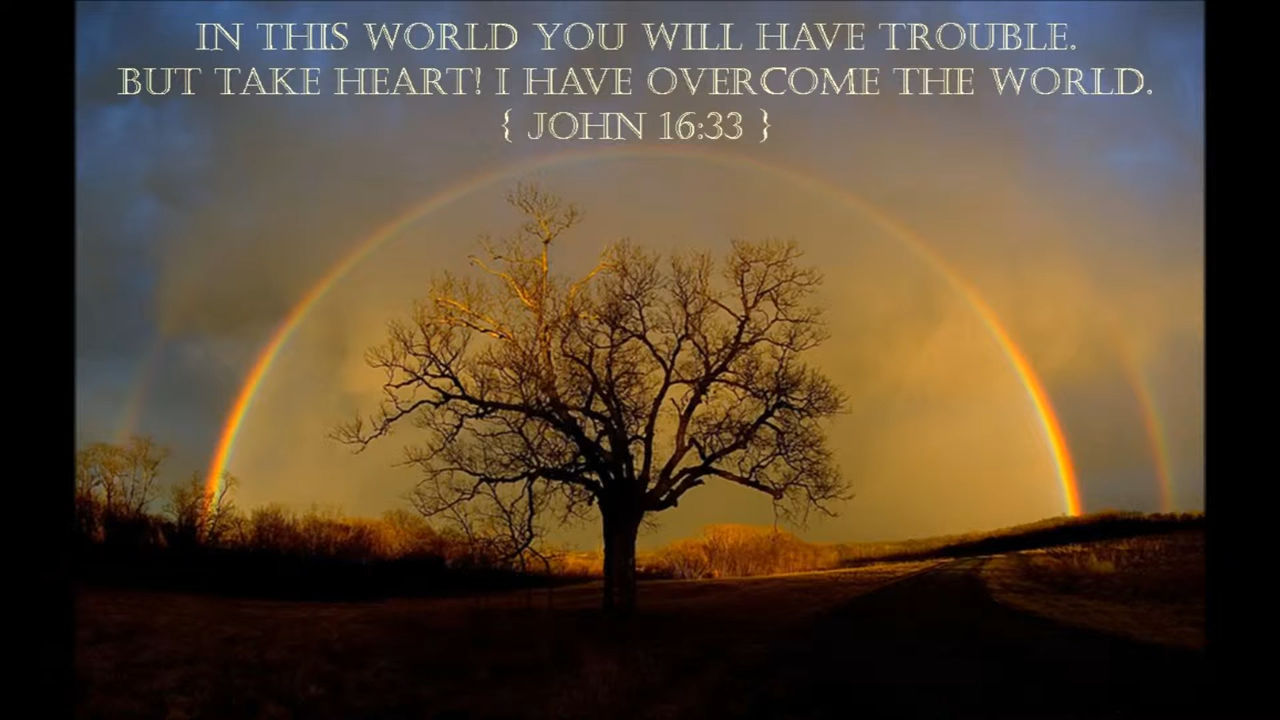 IN THIS WORLD YOU WILL HAVE TROUBLE.
BUT TAKE HEART! I HAVE OVERCOME THE WORLD.
{ JOHN 16:33 }